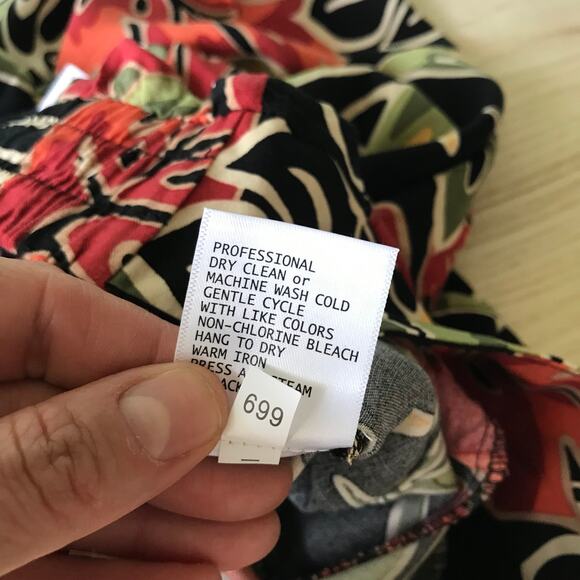 PROFESSIONAL
DRY CLEAN or
MACHINE WASH COLD
GENTLE CYCLE
WITH LIKE COLORS
NON-CHLORINE BLEACH
HANG TO DRY
WARM IRON
PRESS STEAM
699